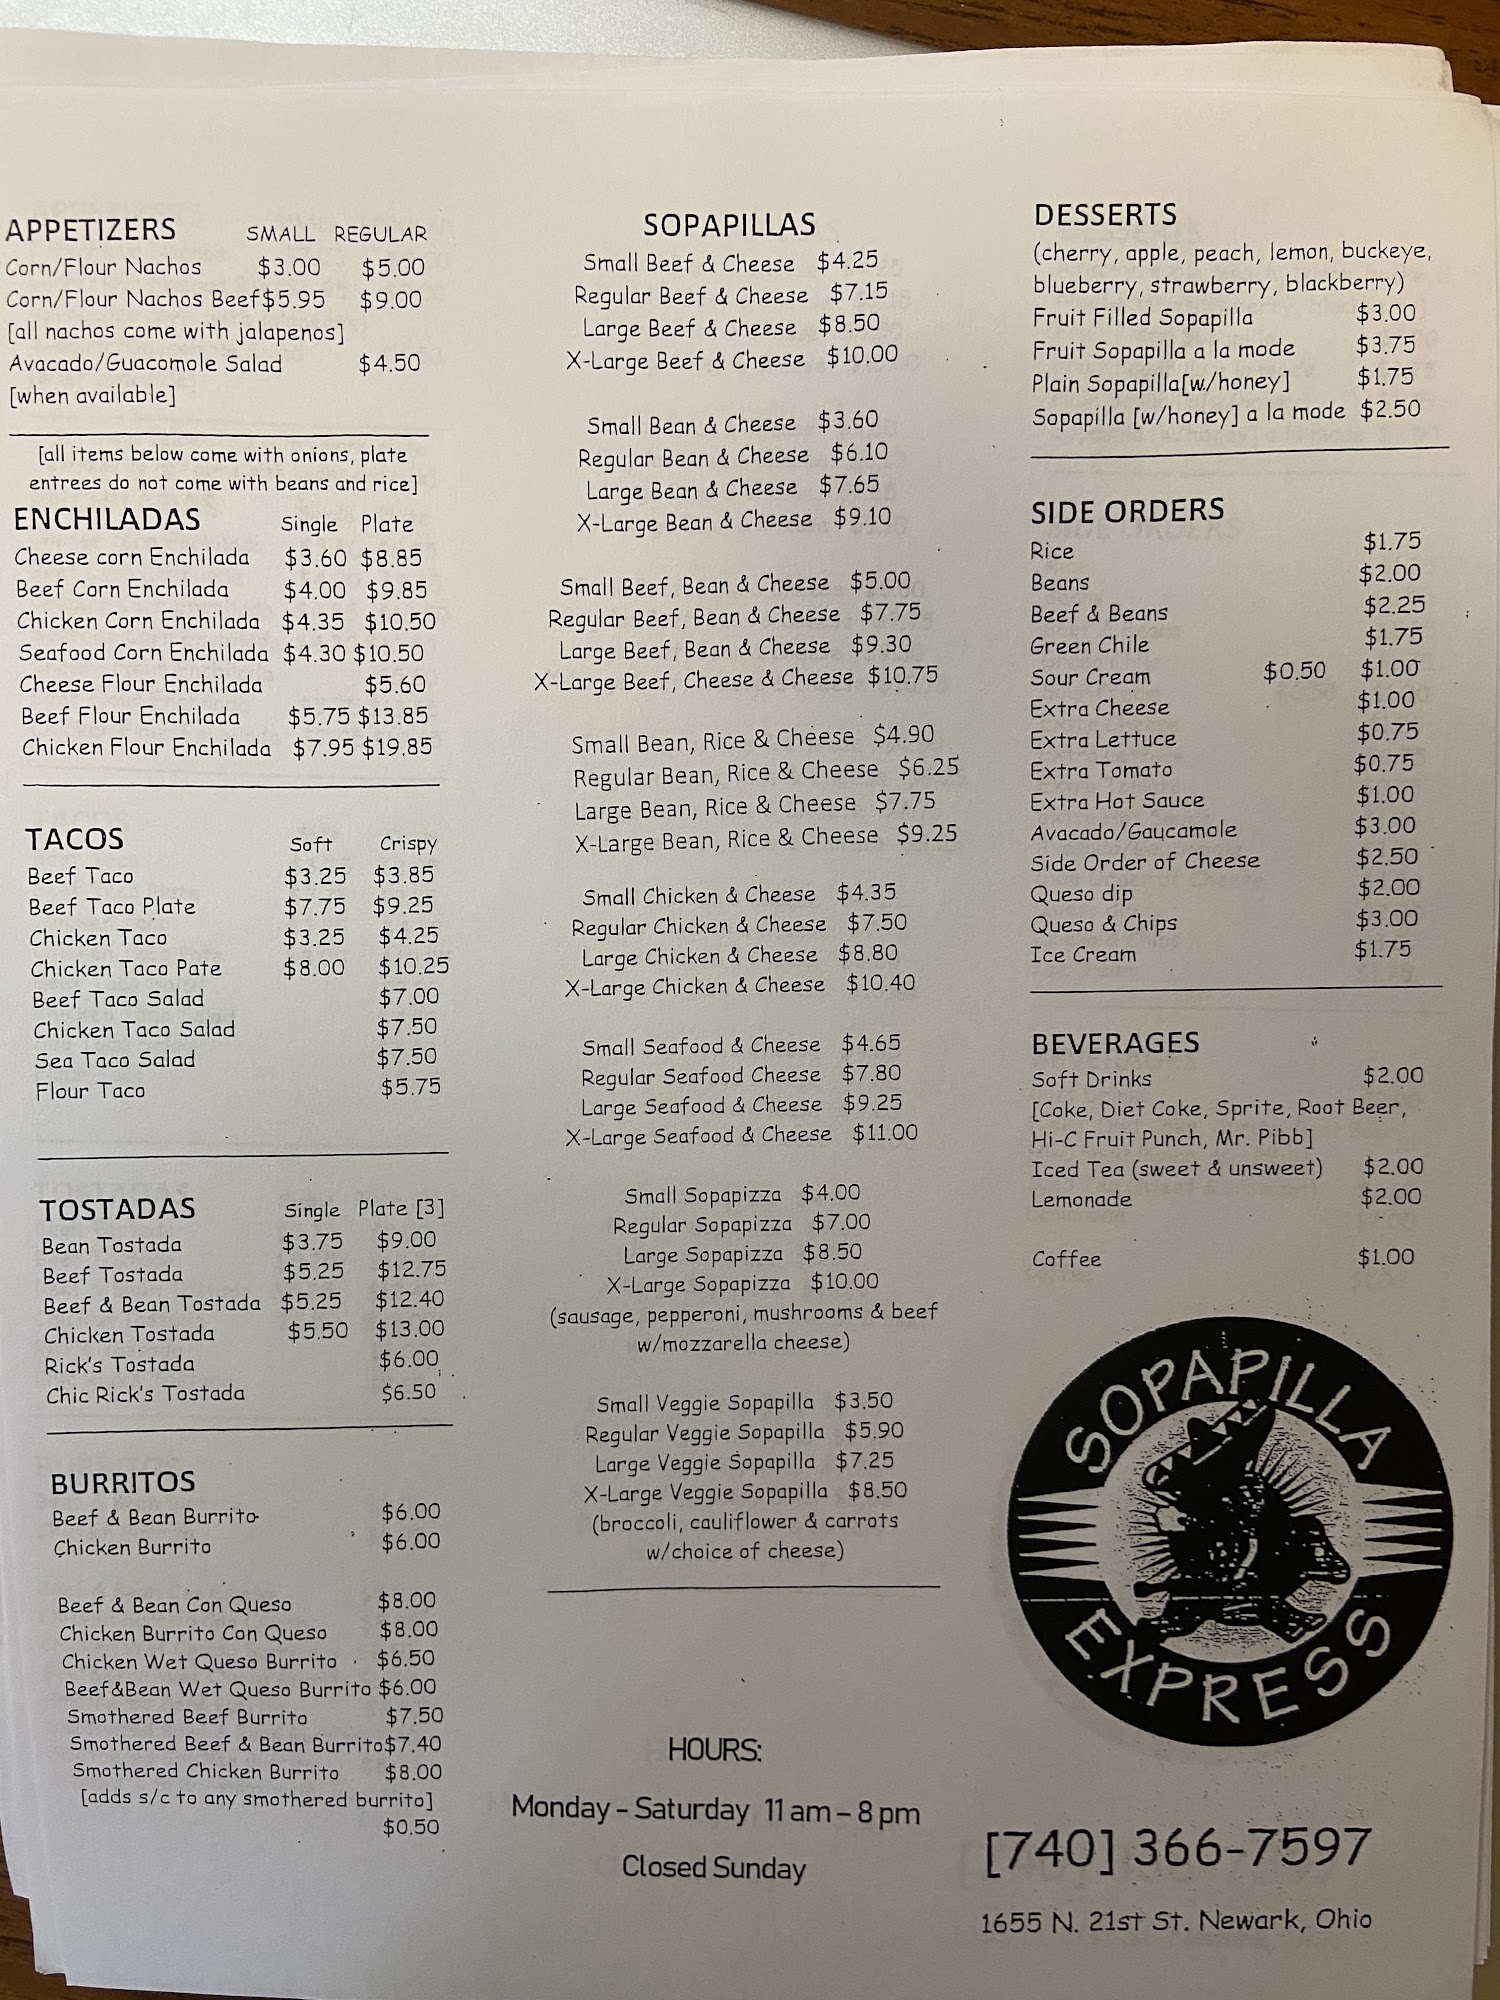 APPETIZERS SMALL REGULAR
Corn/Flour Nachos $3.00 $5.00
Corn/Flour Nachos Beef$5.95 $9.00
[all nachos come with jalapenos]
Avacado/Guacomole Salad $4.50
[when available]
[all items below come with onions, plate
entrees do not come with beans and rice]
ENCHILADAS Single Plate
Cheese corn Enchilada $3.60 $8.85
Beef Corn Enchilada $4.00 $9.85
Chicken Corn Enchilada $4.35 $10.50
Seafood Corn Enchilada $4.30 $10.50
Cheese Flour Enchilada $5.60
Beef Flour Enchilada $5.75 $13.85
Chicken Flour Enchilada $7.95 $19.85
TACOS Soft Crispy
Beef Taco $3.25 $3.85
Beef Taco Plate $7.75 $9.25
Chicken Taco $3.25 $4.25
Chicken Taco Pate $8.00 $10.25
Beef Taco Salad $7.00
Chicken Taco Salad $7.50
Sea Taco Salad $7.50
Flour Taco $5.75
TOSTADAS Single Plate [3]
Bean Tostada $3.75 $9.00
Beef Tostada $5.25 $12.75
Beef & Bean Tostada $5.25 $12.40
Chicken Tostada $5.50 $13.00
Rick's Tostada $6.00
Chic Rick's Tostada $6.50
BURRITOS
Beef & Bean Burrito $6.00
Chicken Burrito $6.00
Beef & Bean Con Queso $8.00
Chicken Burrito Con Queso $8.00
Chicken Wet Queso Burrito $6.50
Beef&Bean Wet Queso Burrito $6.00
Smothered Beef Burrito $7.50
Smothered Beef & Bean Burrito$7.40
Smothered Chicken Burrito $8.00
[adds s/c to any smothered burrito]
$0.50
SOPAPILLAS
Small Beef & Cheese $4.25
Regular Beef & Cheese $7.15
Large Beef & Cheese $8.50
X-Large Beef & Cheese $10.00
Small Bean & Cheese $3.60
Regular Bean & Cheese $6.10
Large Bean & Cheese $7.65
X-Large Bean & Cheese $9.10
Small Beef, Bean & Cheese $5.00
Regular Beef, Bean & Cheese $7.75
Large Beef, Bean & Cheese $9.30
X-Large Beef, Cheese & Cheese $10.75
Small Bean, Rice & Cheese $4.90
Regular Bean, Rice & Cheese $6.25
Large Bean, Rice & Cheese $7.75
X-Large Bean, Rice & Cheese $9.25
Small Chicken & Cheese $4.35
Regular Chicken & Cheese $7.50
Large Chicken & Cheese $8.80
X-Large Chicken & Cheese $10.40
Small Seafood & Cheese $4.65
Regular Seafood Cheese $7.80
Large Seafood & Cheese $9.25
X-Large Seafood & Cheese $11.00
Small Sopapizza $4.00
Regular Sopapizza $7.00
Large Sopapizza $8.50
X-Large Sopapizza $10.00
(sausage, pepperoni, mushrooms & beef
w/mozzarella cheese)
Small Veggie Sopapilla $3.50
Regular Veggie Sopapilla $5.90
Large Veggie Sopapilla $7.25
X-Large Veggie Sopapilla $8.50
(broccoli, cauliflower & carrots
w/choice of cheese)
HOURS:
Monday - Saturday 11 am - 8 pm
Closed Sunday
DESSERTS
(cherry, apple, peach, lemon, buckeye,
blueberry, strawberry, blackberry)
Fruit Filled Sopapilla $3.00
Fruit Sopapilla a la mode $3.75
Plain Sopapilla[w/honey] $1.75
Sopapilla [w/honey] a la mode $2.50
SIDE ORDERS
Rice $1.75
Beans $2.00
Beef & Beans $2.25
Green Chile $1.75
Sour Cream $0.50 $1.00
Extra Cheese $1.00
Extra Lettuce $0.75
Extra Tomato $0.75
Extra Hot Sauce $1.00
Avacado/Gaucamole $3.00
Side Order of Cheese $2.50
Queso dip $2.00
Queso & Chips $3.00
Ice Cream $1.75
BEVERAGES
Soft Drinks $2.00
[Coke, Diet Coke, Sprite, Root Beer,
Hi-C Fruit Punch, Mr. Pibb]
Iced Tea (sweet & unsweet) $2.00
Lemonade $2.00
Coffee $1.00
SOPAPILLA
EXPRESS
[740] 366-7597
1655 N. 21st St. Newark, Ohio